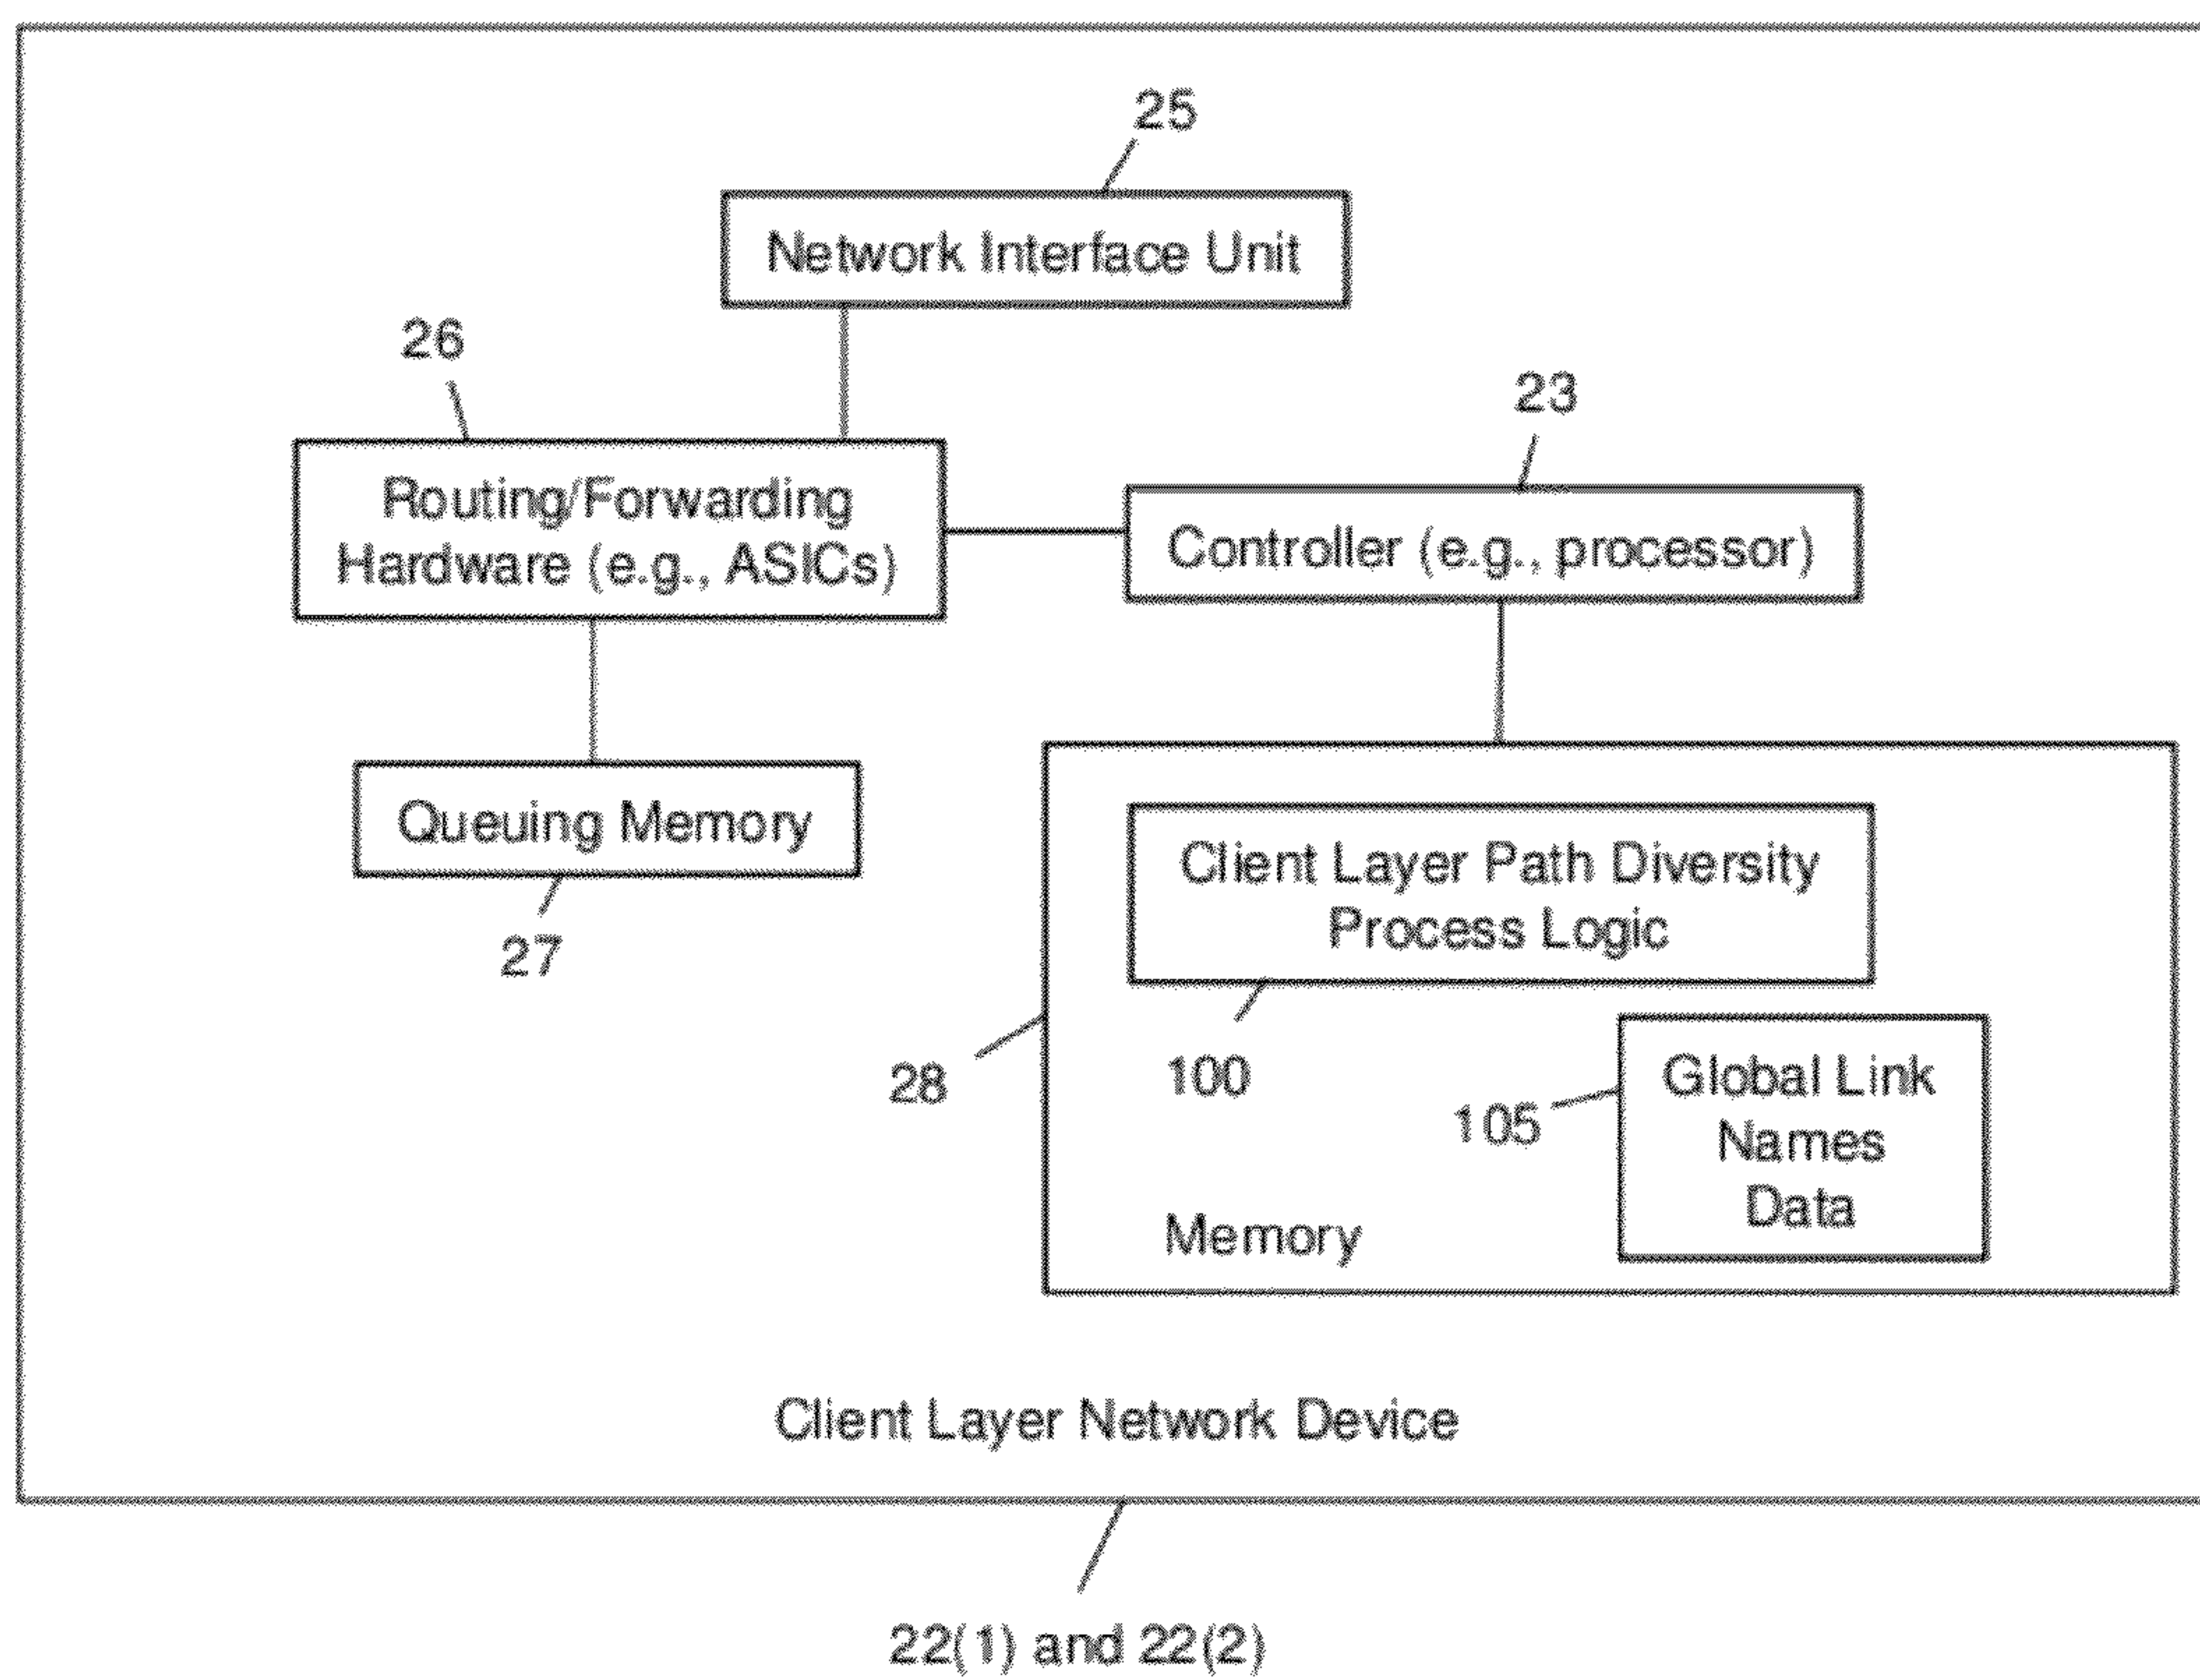 25
Network Interface Unit
26
23
Routing/Forwarding
Hardware (e.g., ASICs)
Controller (e.g., processor)
Queuing Memory
27
Client Layer Path Diversity
Process Logic
28
100
105
Global Link
Names
Data
Memory
Client Layer Network Device
22(1) and 22(2)